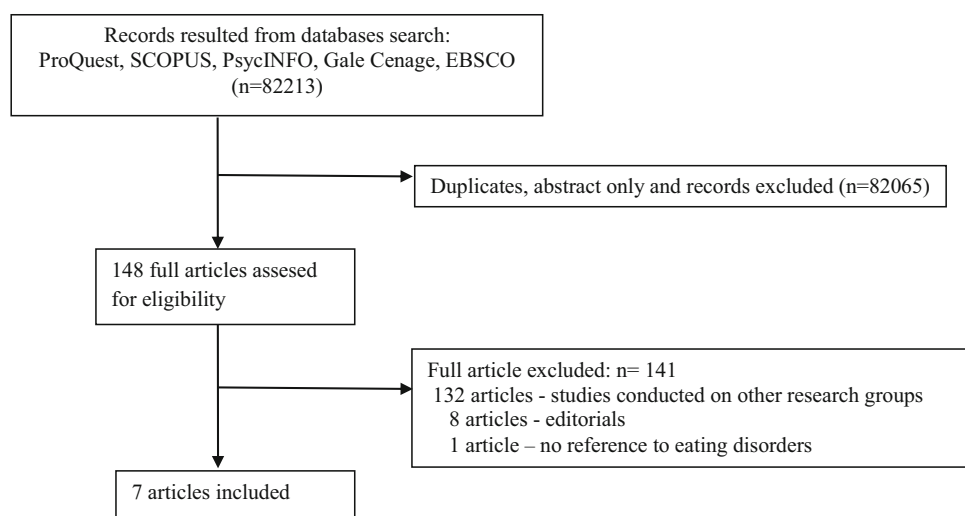 Records resulted from databases search:
ProQuest, SCOPUS, PsycINFO, Gale Cenage, EBSCO
(n=82213)
Duplicates, abstract only and records excluded (n=82065)
148 full articles assesed
for eligibility
Full article excluded: n= 141
132 articles - studies conducted on other research groups
8 articles - editorials
1 article – no reference to eating disorders
7 articles included